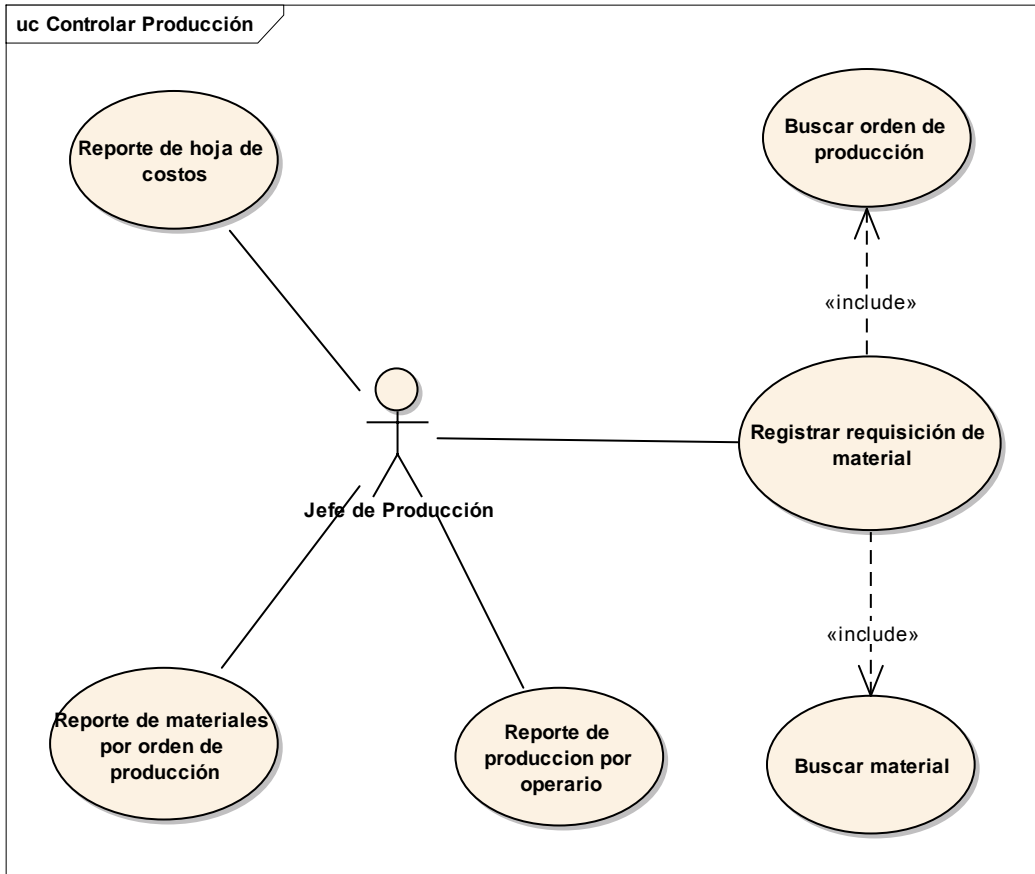 uc Controlar Producción
Reporte de hoja de
costos
Buscar orden de
producción
«include»
Registrar requisición de
material
Jefe de Producción
«include»
Reporte de materiales
por orden de
producción
Reporte de
produccion por
operario
Buscar material